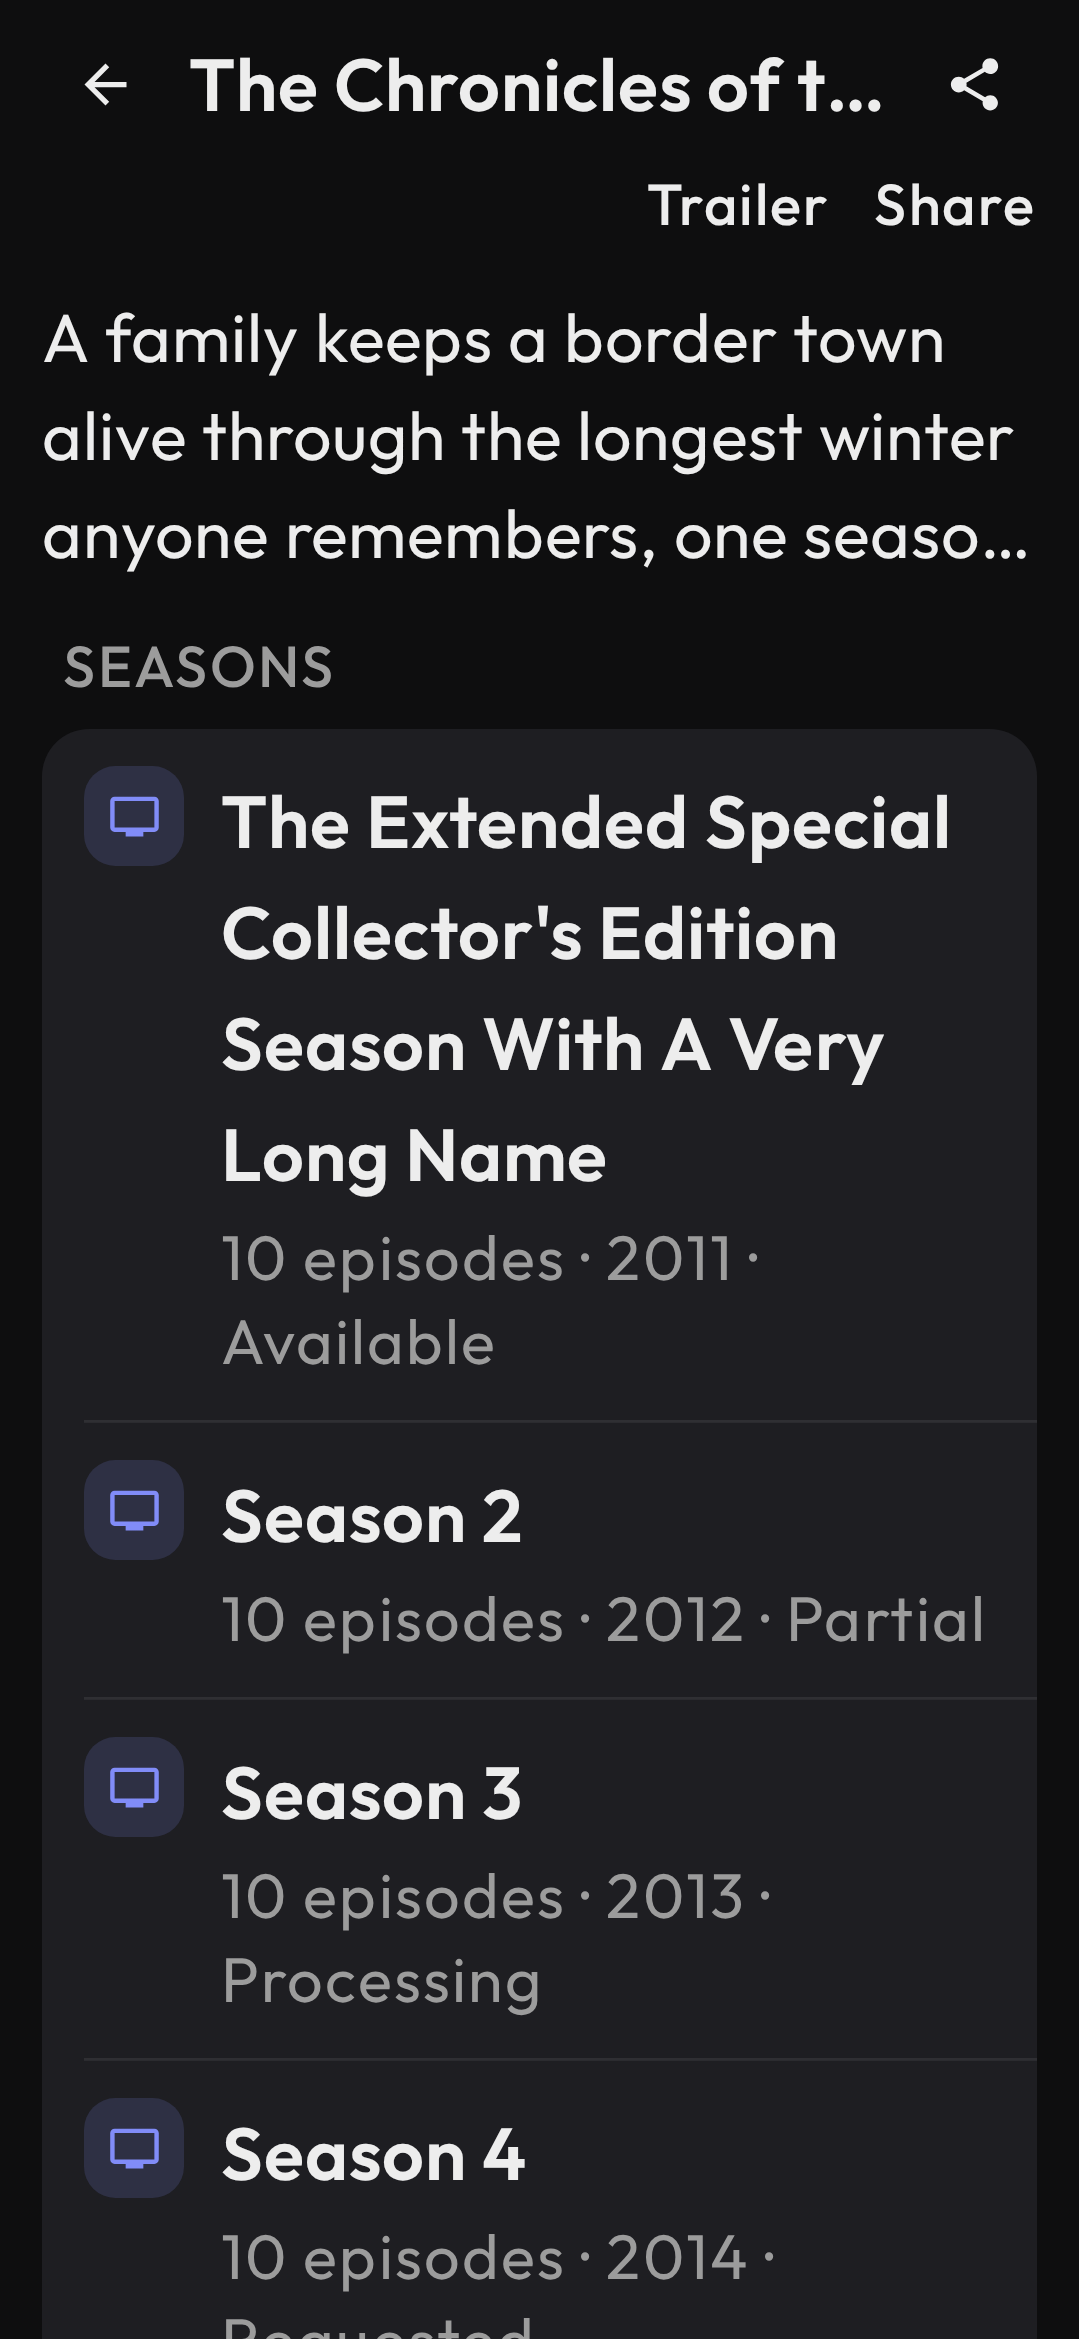 The Chronicles of t...
Trailer Share
A family keeps a border town
alive through the longest winter
anyone remembers, one seaso...
SEASONS
The Extended Special
Collector's Edition
Season With A Very
Long Name
10 episodes · 2011 ·
Available
Season 2
10 episodes · 2012 · Partial
Season 3
10 episodes · 2013 ·
Processing
Season 4
10 episodes · 2014 ·
Requested